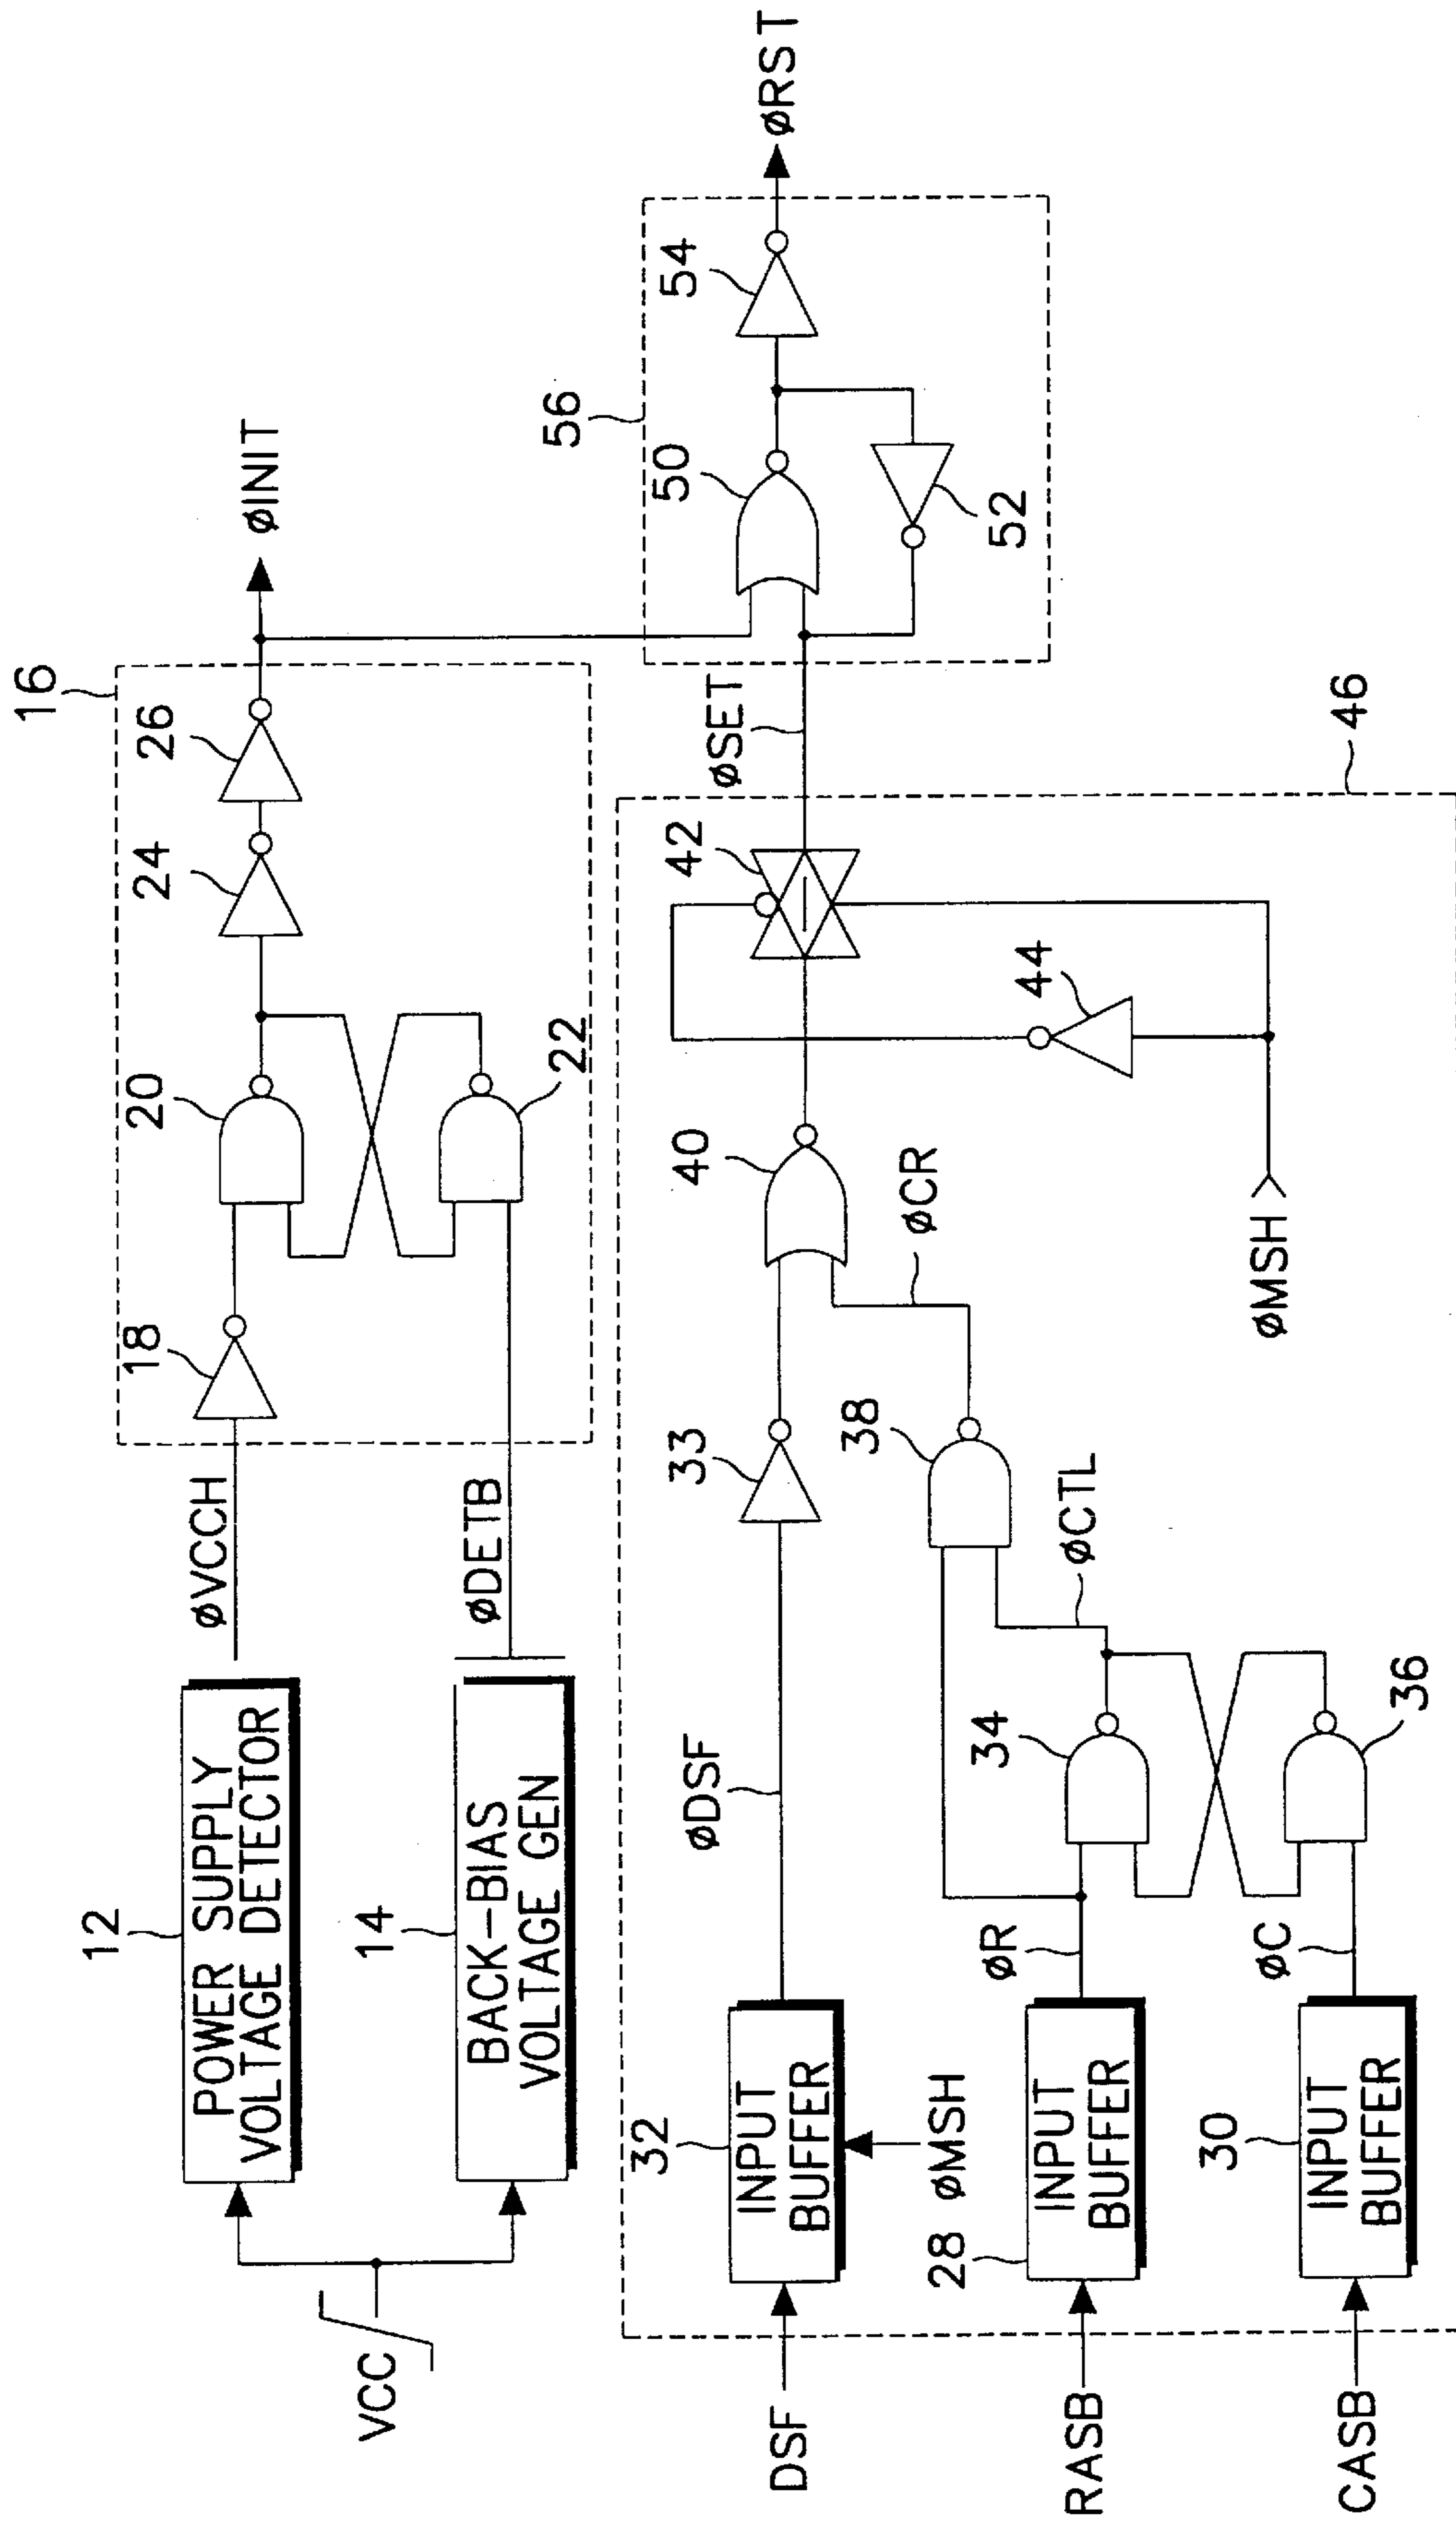 16
18
20
24
26
øINIT
12
POWER SUPPLY
VOLTAGE DETECTOR
øVCCH
VCC
14
BACK-BIAS
VOLTAGE GEN
øDETB
22
56
50
54
øRST
52
øSET
46
DSF
32
INPUT
BUFFER
øMSH
øDSF
33
40
42
38
øCR
44
øMSH
RASB
28
INPUT
BUFFER
øR
34
øCTL
CASB
30
INPUT
BUFFER
øC
36